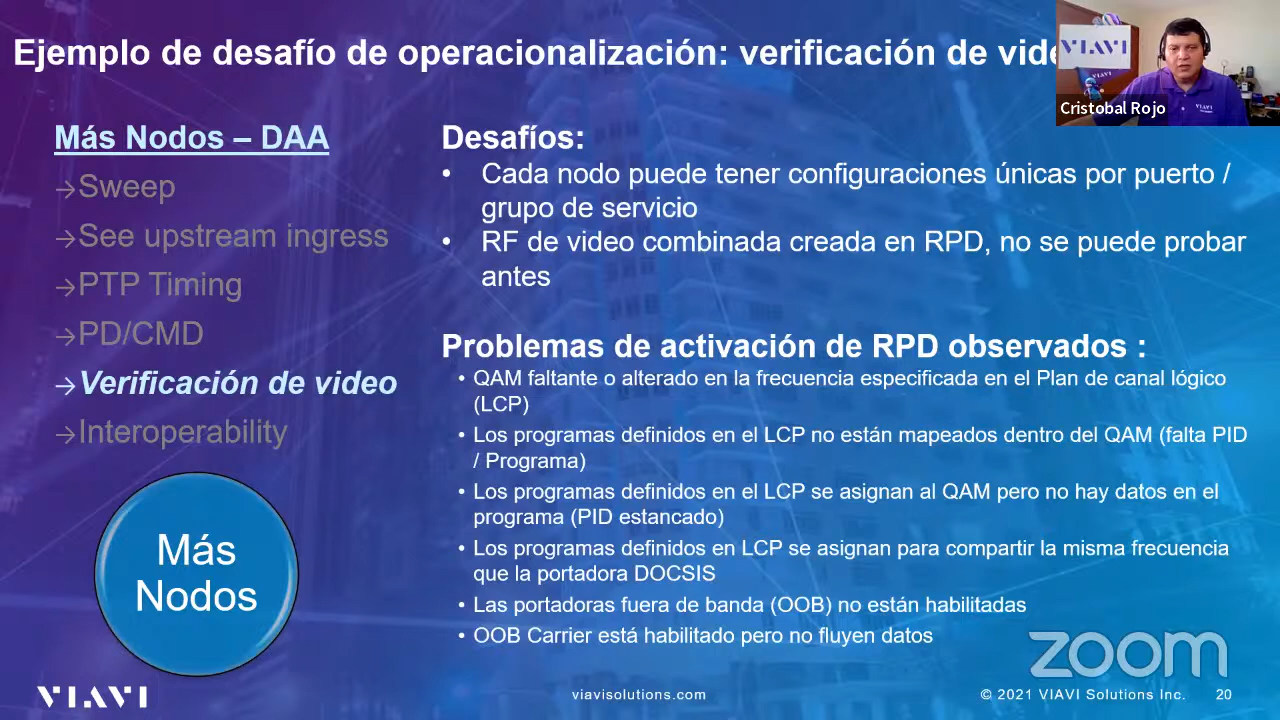 Ejemplo de desafío de operacionalización: verificación de vide
VIAVI
VIAVI
Cristobal Rojo
Más Nodos – DAA
→Sweep
→See upstream ingress
→PTP Timing
→PD/CMD
→Verificación de video
→Interoperability
Más
Nodos
Desafíos:
• Cada nodo puede tener configuraciones únicas por puerto /
grupo de servicio
• RF de video combinada creada en RPD, no se puede probar
antes
Problemas de activación de RPD observados :
• QAM faltante o alterado en la frecuencia especificada en el Plan de canal lógico
(LCP)
• Los programas definidos en el LCP no están mapeados dentro del QAM (falta PID
/ Programa)
• Los programas definidos en el LCP se asignan al QAM pero no hay datos en el
programa (PID estancado)
• Los programas definidos en LCP se asignan para compartir la misma frecuencia
que la portadora DOCSIS
• Las portadoras fuera de banda (OOB) no están habilitadas
• OOB Carrier está habilitado pero no fluyen datos
zoom
VIAVI
viavisolutions.com
© 2021 VIAVI Solutions Inc.
20